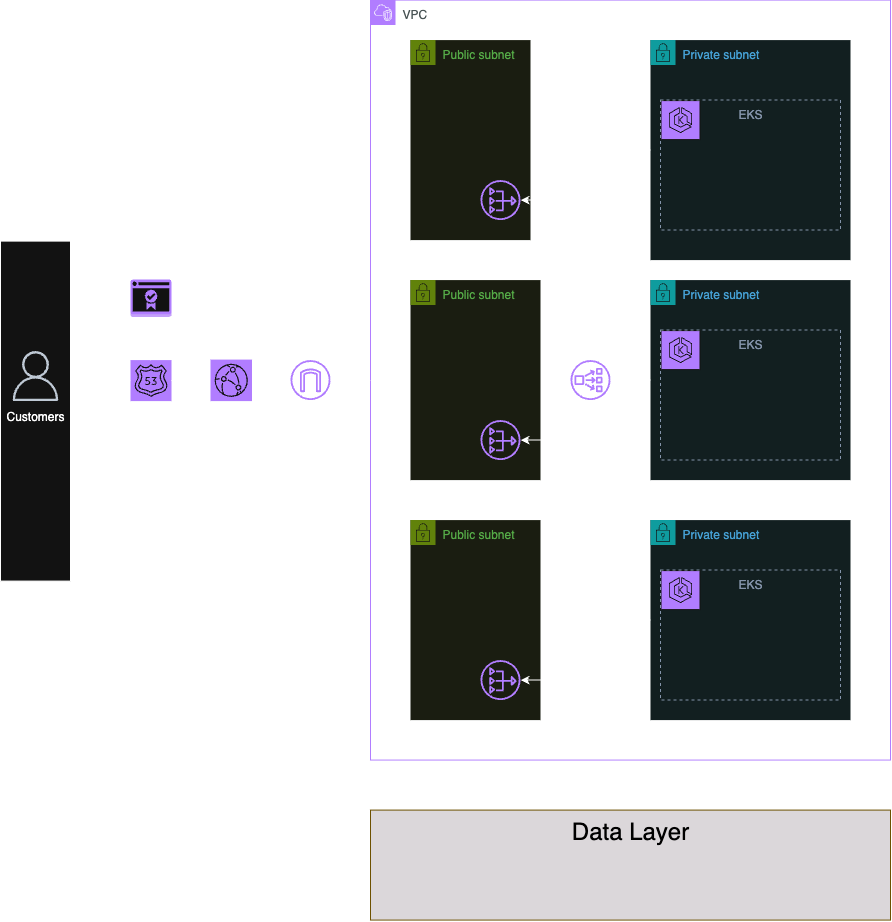 VPC
Public subnet
Private subnet
EKS
Public subnet
Private subnet
EKS
53
Customers
Public subnet
Private subnet
EKS
Data Layer